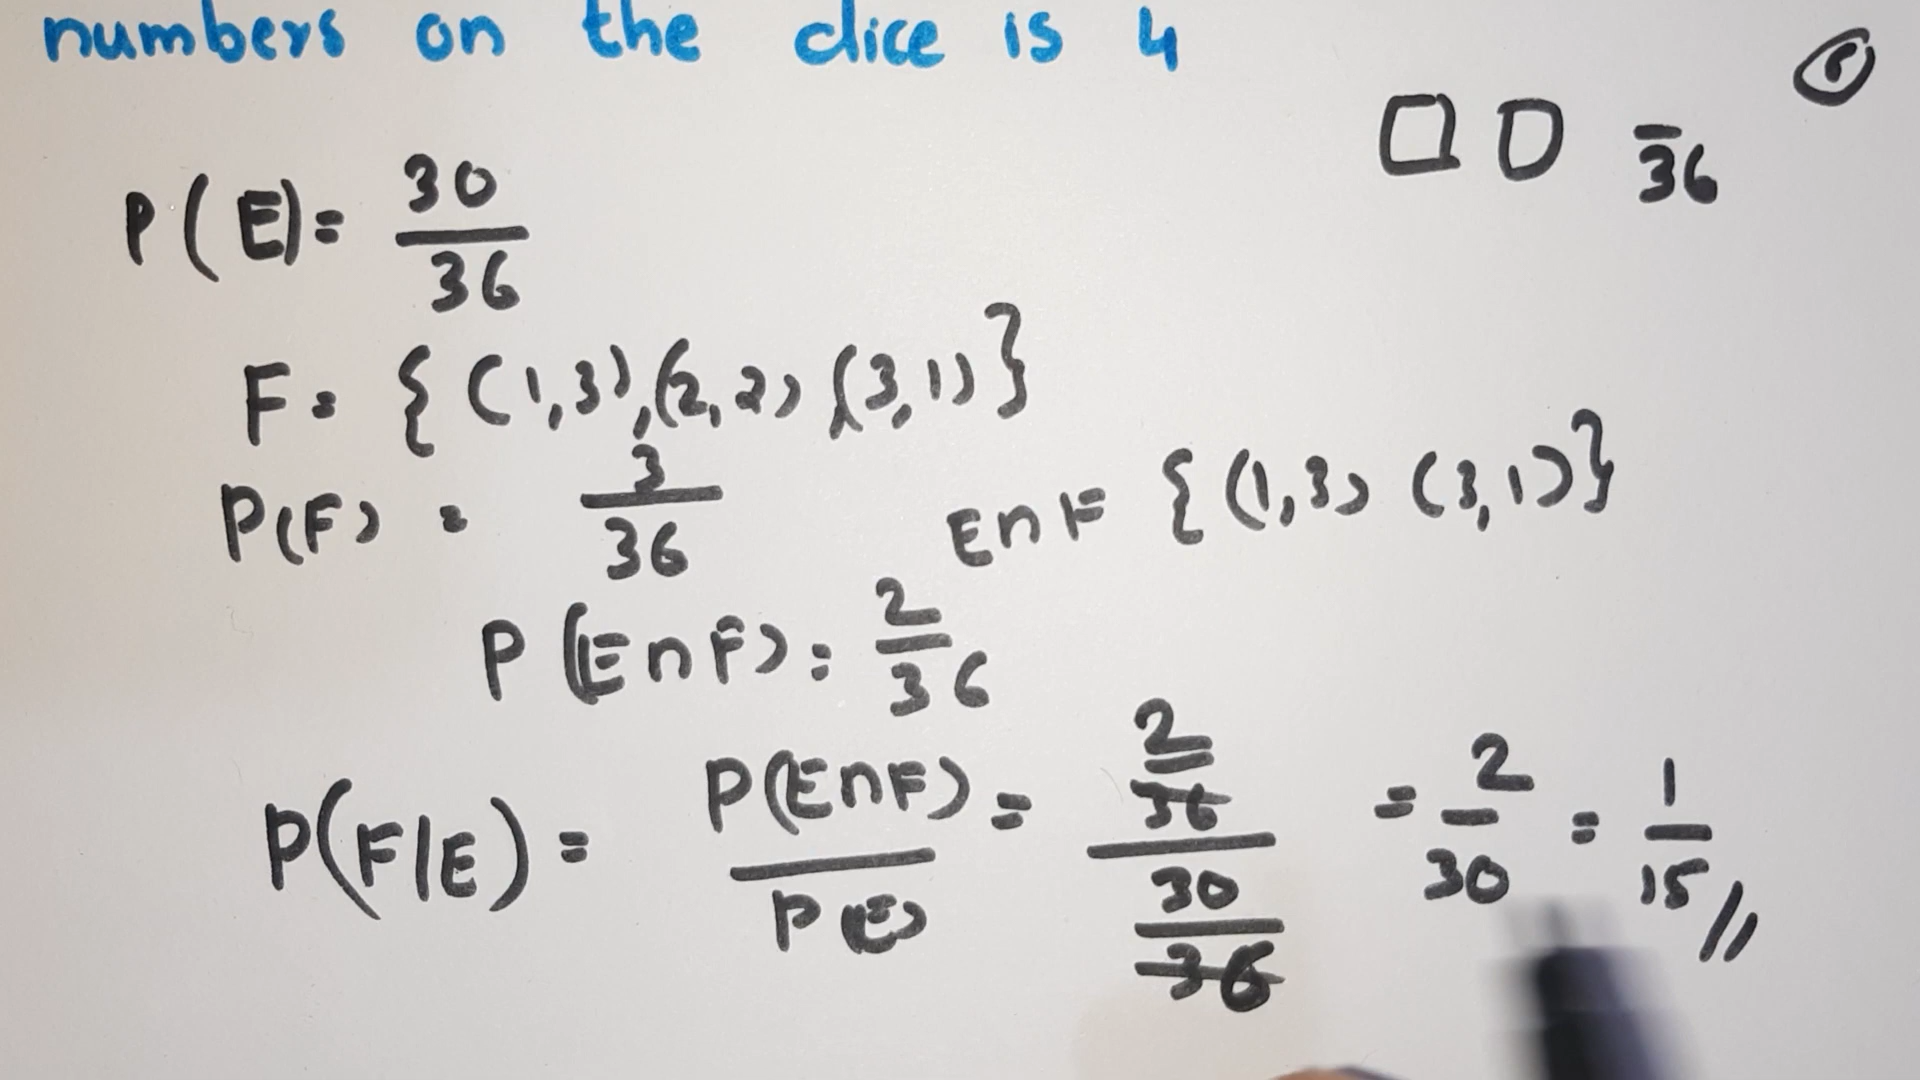 numbers on the dice is 4
36
P(E)= 30/36
F= {(1,3),(2,2),(3,1)}
P(F) = 3/36
E∩F {(1,3) (3,1)}
P(E∩F)= 2/36
P(F|E) = P(E∩F)/P(E) = 2/36 / 30/36 = 2/30 = 1/15 //